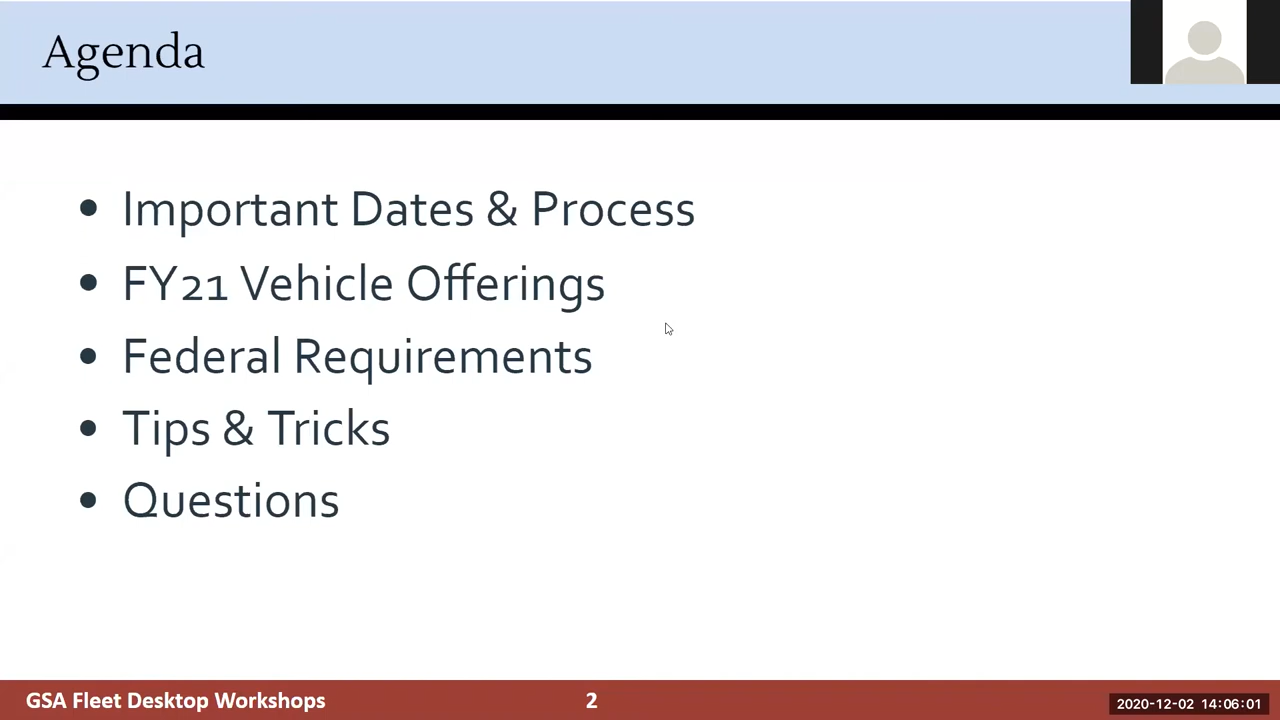 Agenda
• Important Dates & Process
• FY21 Vehicle Offerings
• Federal Requirements
• Tips & Tricks
• Questions
GSA Fleet Desktop Workshops
2
2020-12-02 14:06:01